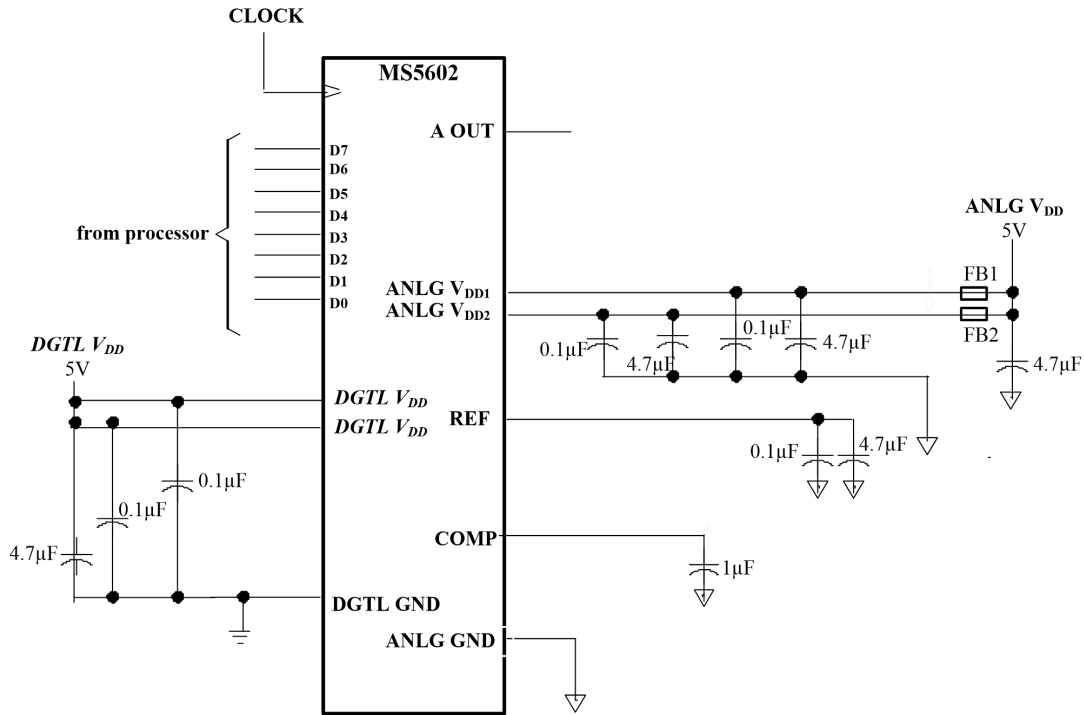 CLOCK
MS5602
A OUT
D7
D6
D5
D4
D3
D2
D1
D0
from processor
ANLG VDD
5V
FB1
ANLG VDD1
ANLG VDD2
FB2
0.1µF
4.7µF
0.1µF
4.7µF
4.7µF
DGTL VDD
5V
DGTL VDD
DGTL VDD
REF
0.1µF
4.7µF
0.1µF
0.1µF
4.7µF
COMP
1µF
DGTL GND
ANLG GND